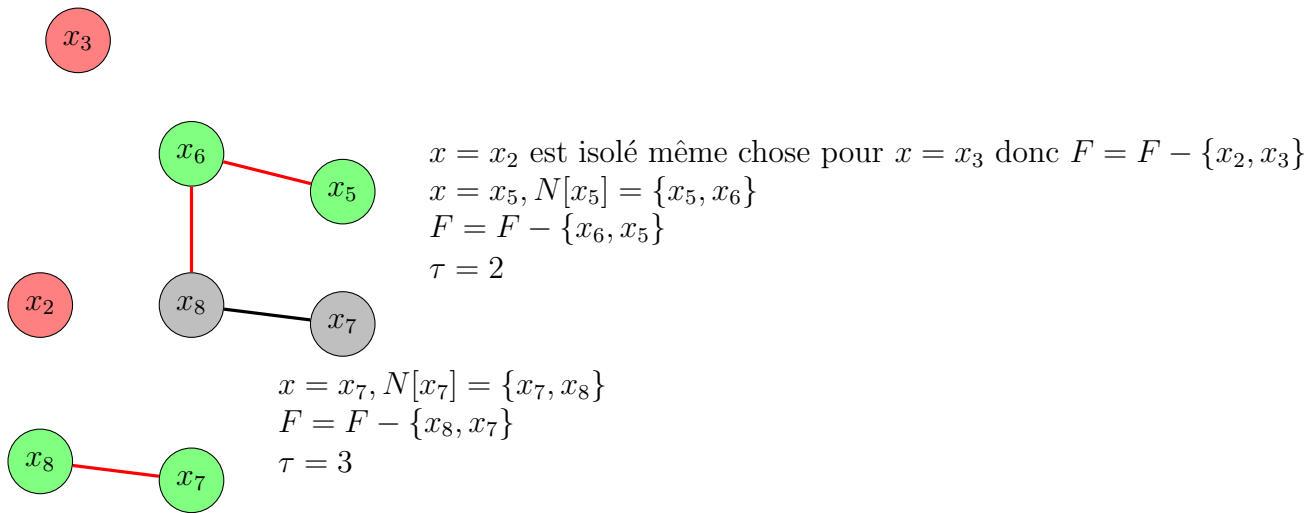 x₃
x₆
x₅
x = x₂ est isolé même chose pour x = x₃ donc F = F − {x₂, x₃}
x = x₅, N[x₅] = {x₅, x₆}
F = F − {x₆, x₅}
τ = 2
x₂
x₈
x₇
x = x₇, N[x₇] = {x₇, x₈}
F = F − {x₈, x₇}
τ = 3
x₈
x₇